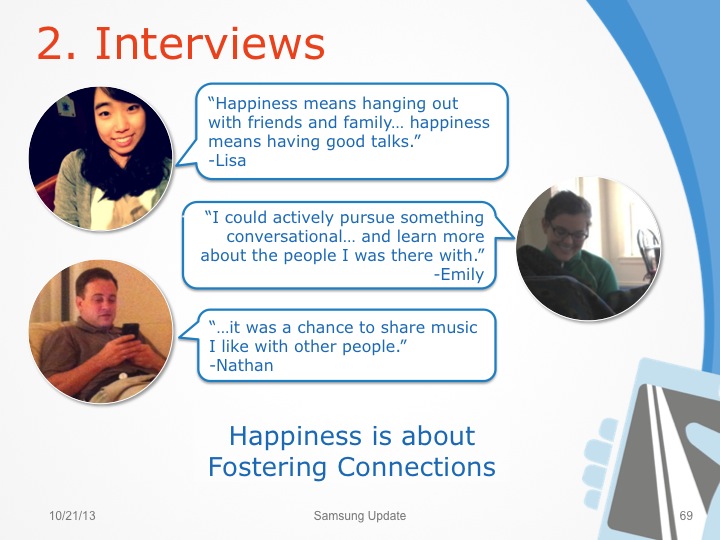 2. Interviews
“Happiness means hanging out
with friends and family… happiness
means having good talks.”
-Lisa
“I could actively pursue something
conversational… and learn more
about the people I was there with.”
-Emily
“…it was a chance to share music
I like with other people.”
-Nathan
Happiness is about
Fostering Connections
10/21/13
Samsung Update
69